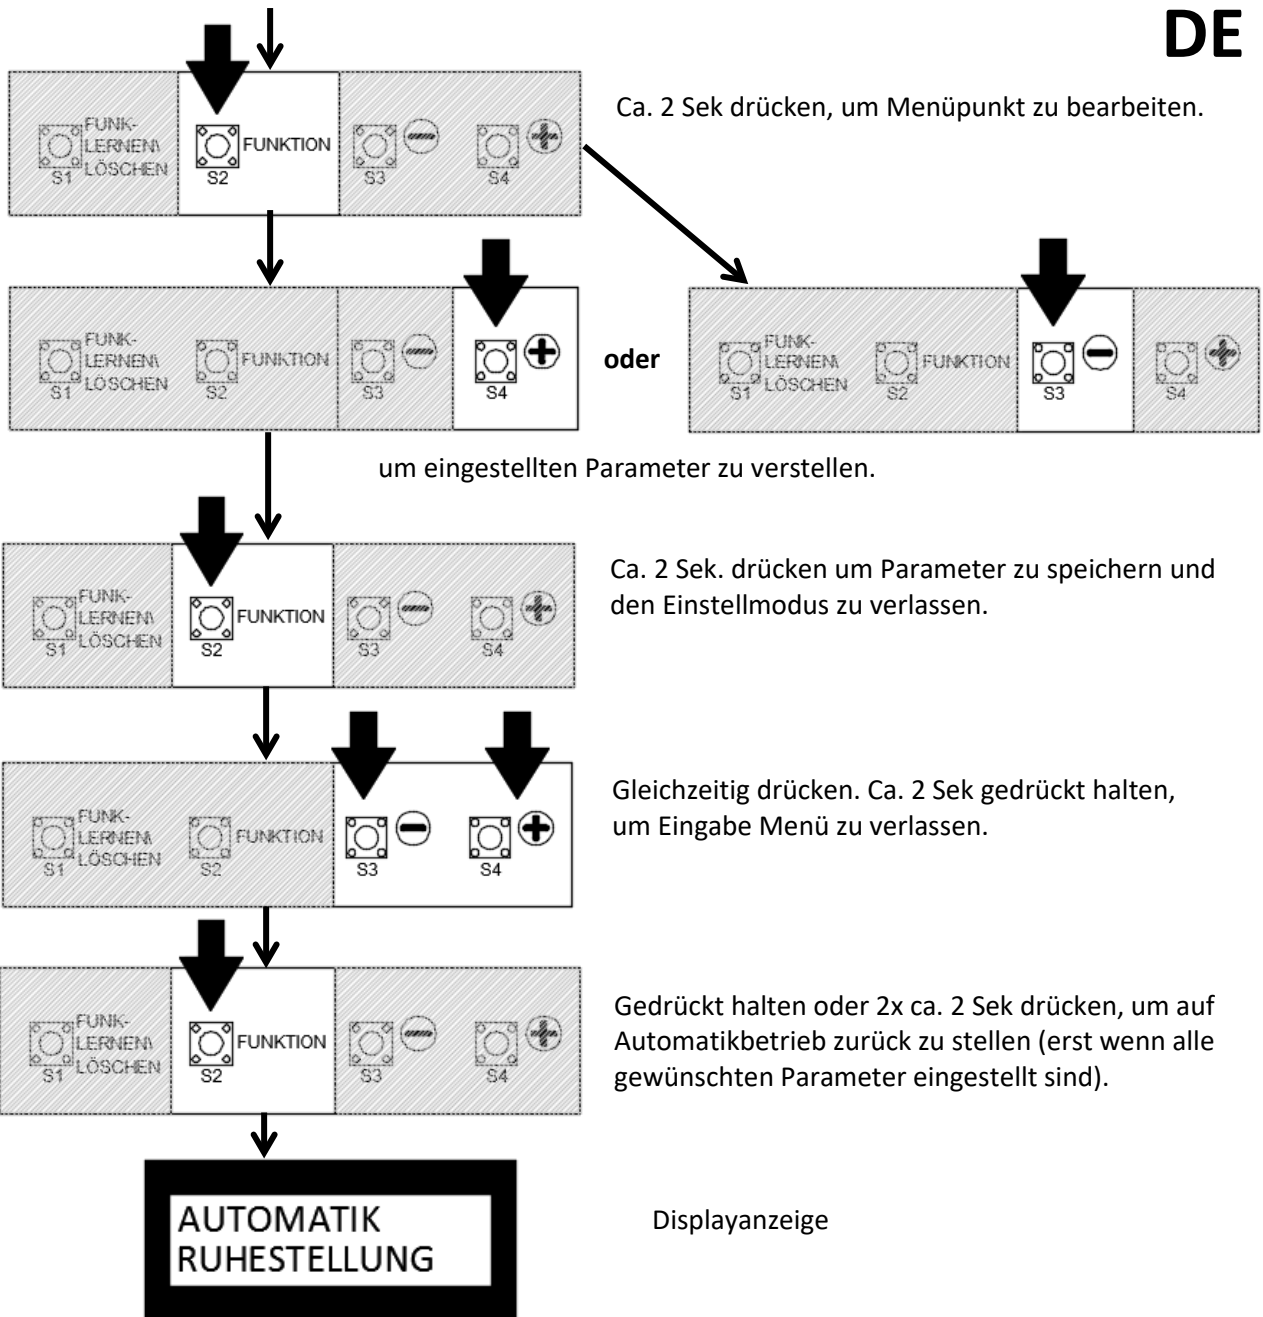 DE
Ca. 2 Sek drücken, um Menüpunkt zu bearbeiten.
FUNK-
LERNEN\
LÖSCHEN
S1
S2
FUNKTION
S3
S4
FUNK-
LERNEN\
LÖSCHEN
S1
S2
FUNKTION
S3
S4
oder
FUNK-
LERNEN\
LÖSCHEN
S1
S2
FUNKTION
S3
S4
um eingestellten Parameter zu verstellen.
FUNK-
LERNEN\
LÖSCHEN
S1
S2
FUNKTION
S3
S4
Ca. 2 Sek. drücken um Parameter zu speichern und
den Einstellmodus zu verlassen.
FUNK-
LERNEN\
LÖSCHEN
S1
S2
FUNKTION
S3
S4
Gleichzeitig drücken. Ca. 2 Sek gedrückt halten,
um Eingabe Menü zu verlassen.
FUNK-
LERNEN\
LÖSCHEN
S1
S2
FUNKTION
S3
S4
Gedrückt halten oder 2x ca. 2 Sek drücken, um auf
Automatikbetrieb zurück zu stellen (erst wenn alle
gewünschten Parameter eingestellt sind).
AUTOMATIK
RUHESTELLUNG
Displayanzeige